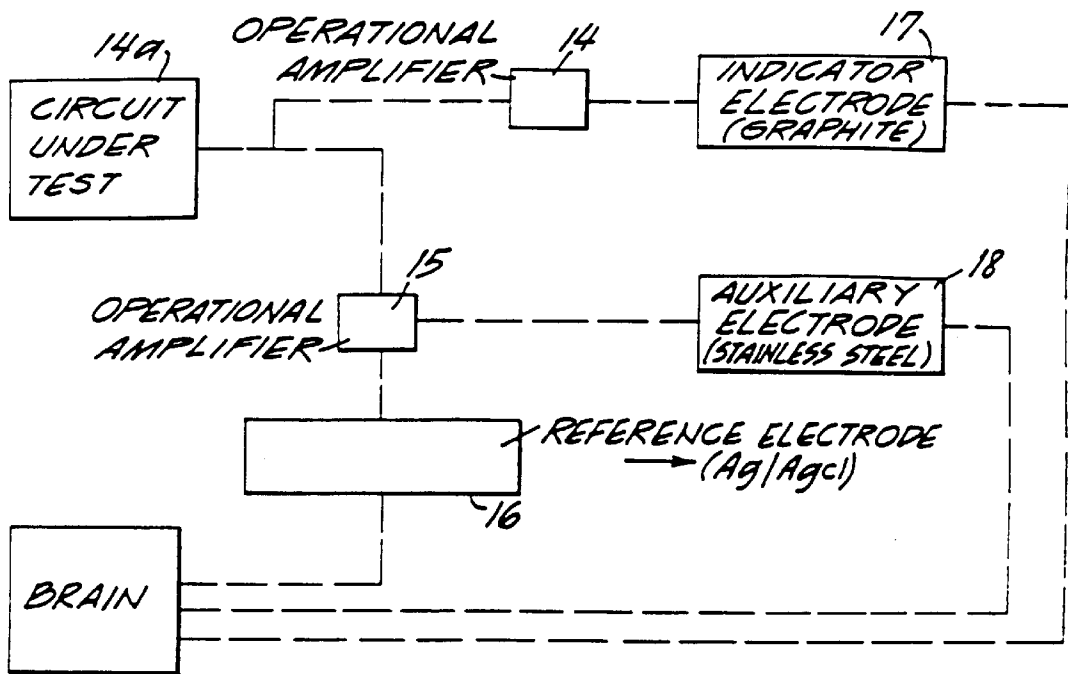 14a
CIRCUIT
UNDER
TEST
OPERATIONAL
AMPLIFIER
14
17
INDICATOR
ELECTRODE
(GRAPHITE)
15
OPERATIONAL
AMPLIFIER
18
AUXILIARY
ELECTRODE
(STAINLESS STEEL)
REFERENCE ELECTRODE
(Ag/Agcl)
16
BRAIN